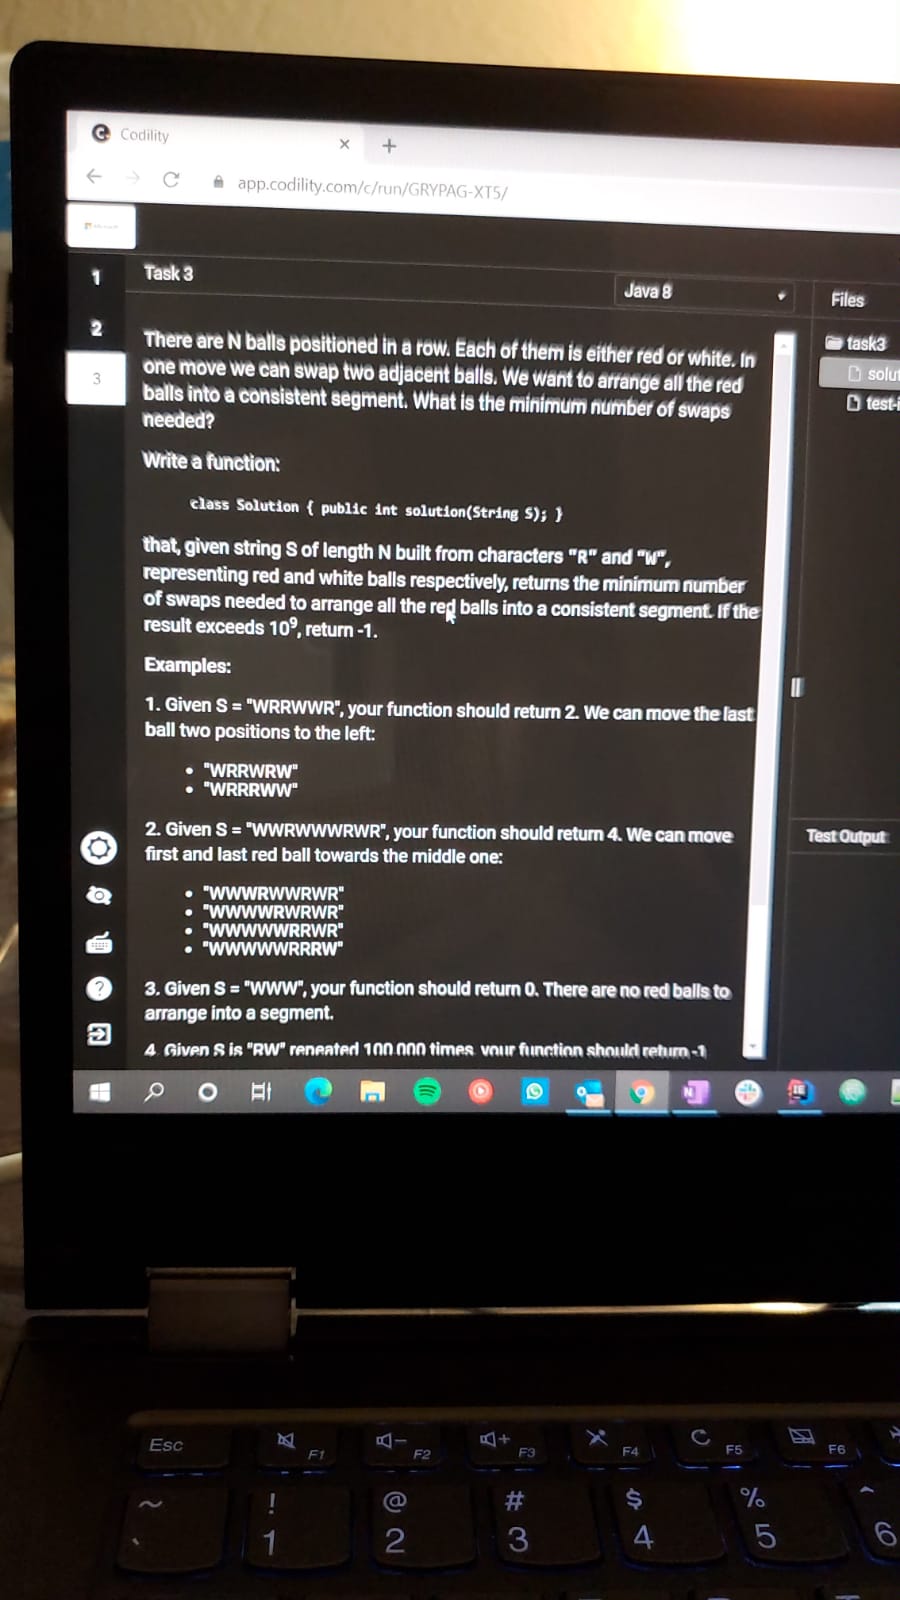 Codility
app.codility.com/c/run/GRYPAG-XT5/
Microsoft
1 Task 3
Java 8
Files
2
3
task3
solut
test-i
There are N balls positioned in a row. Each of them is either red or white. In
one move we can swap two adjacent balls. We want to arrange all the red
balls into a consistent segment. What is the minimum number of swaps
needed?
Write a function:
class Solution { public int solution(String S); }
that, given string S of length N built from characters "R" and "W",
representing red and white balls respectively, returns the minimum number
of swaps needed to arrange all the red balls into a consistent segment. If the
result exceeds 10⁹, return -1.
Examples:
1. Given S = "WRRWWR", your function should return 2. We can move the last
ball two positions to the left:
• "WRRWRW"
• "WRRRWW"
2. Given S = "WWRWWWRWR", your function should return 4. We can move
first and last red ball towards the middle one:
• "WWWRWWRWR"
• "WWWWRWRWR"
• "WWWWWRRWR"
• "WWWWWRRRW"
3. Given S = "WWW", your function should return 0. There are no red balls to
arrange into a segment.
4. Given S is "RW" repeated 100,000 times, your function should return -1
Test Output
Esc
F1
F2
F3
F4
F5
F6
~ ! @ # $ % ^
` 1 2 3 4 5 6